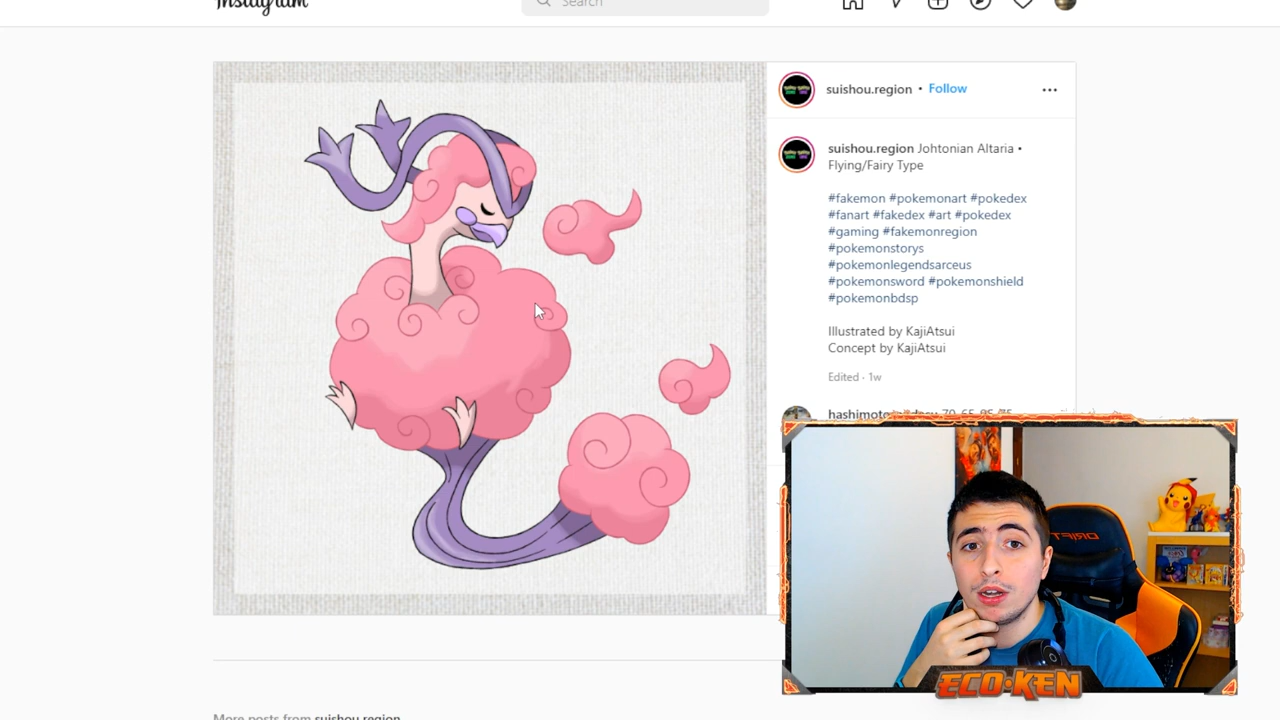 Instagram
Search
suishou.region • Follow
suishou.region Johtonian Altaria •
Flying/Fairy Type
#fakemon #pokemonart #pokedex
#fanart #fakedex #art #pokedex
#gaming #fakemonregion
#pokemonstorys
#pokemonlegendsarceus
#pokemonsword #pokemonshield
#pokemonbdsp
Illustrated by KajiAtsui
Concept by KajiAtsui
Edited · 1w
DRIFT
ECO·KEN
More posts from suishou.region